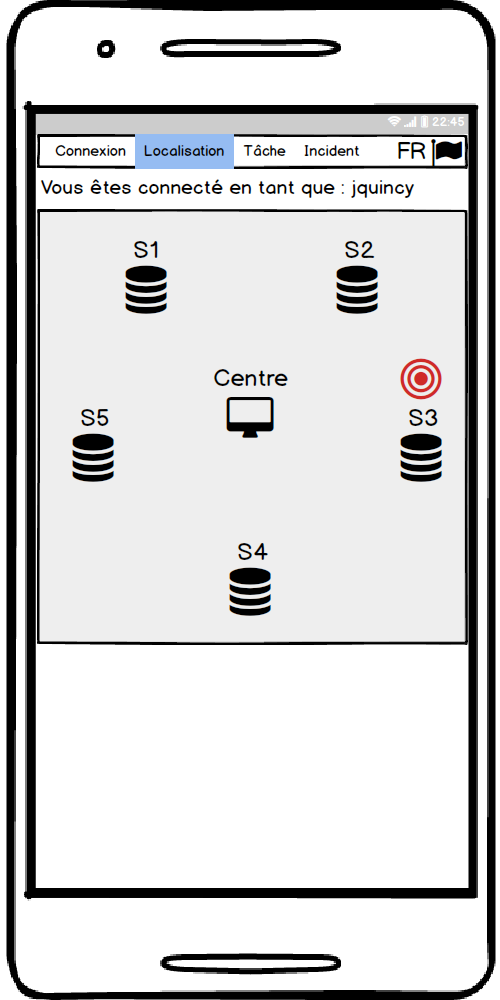 22:45
Connexion Localisation Tâche Incident FR
Vous êtes connecté en tant que : jquincy
S1 S2
Centre
S5 S3
S4